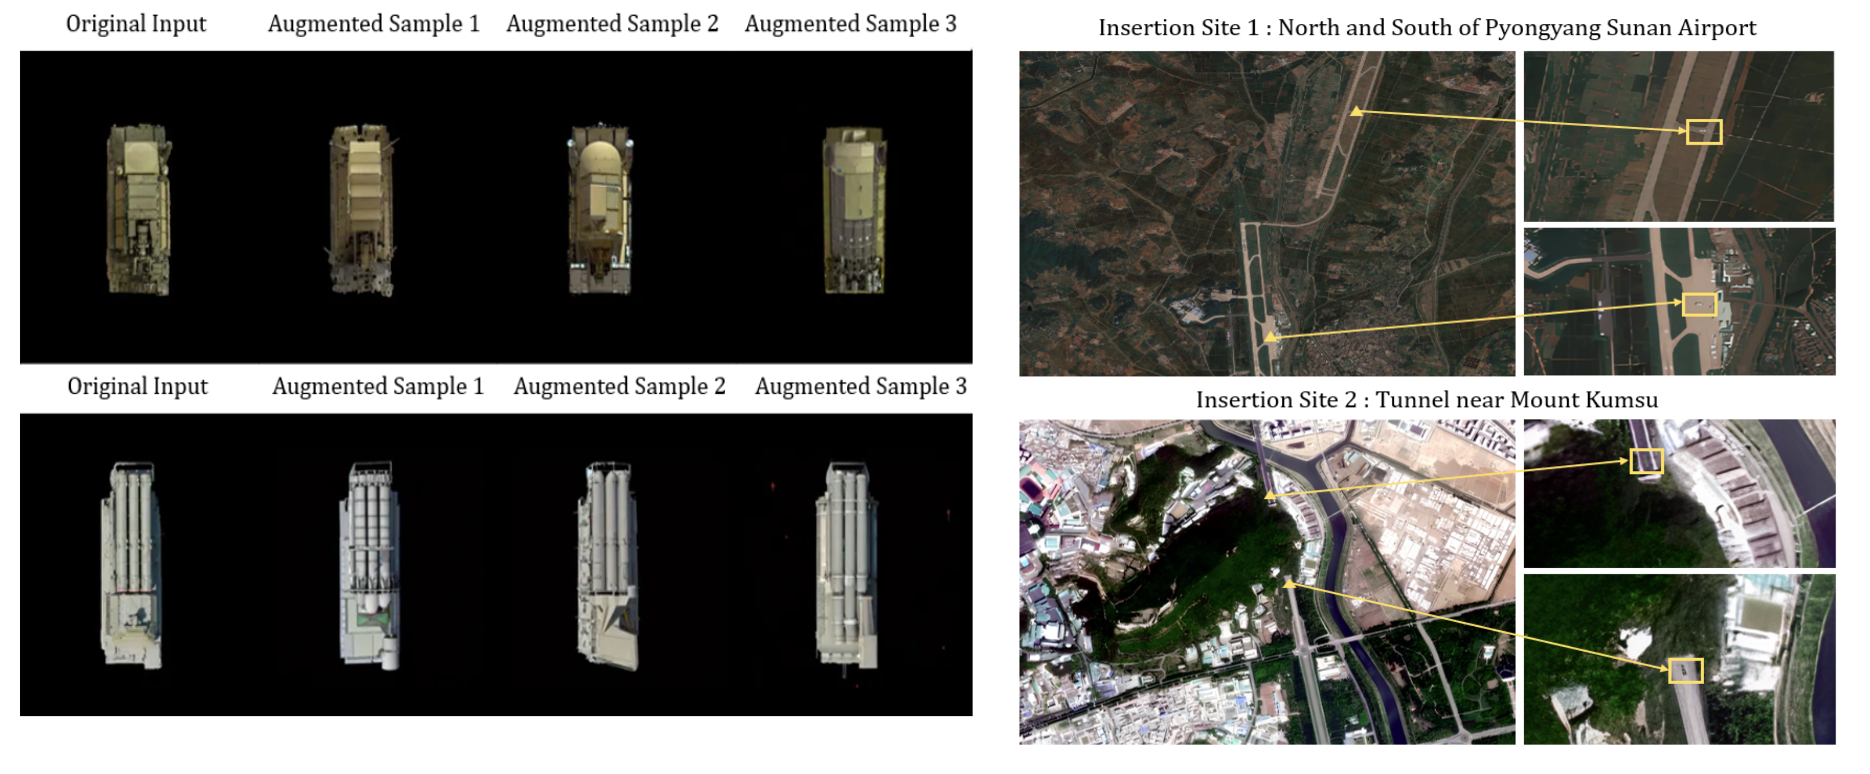 Original Input Augmented Sample 1 Augmented Sample 2 Augmented Sample 3
Original Input Augmented Sample 1 Augmented Sample 2 Augmented Sample 3
Insertion Site 1 : North and South of Pyongyang Sunan Airport
Insertion Site 2 : Tunnel near Mount Kumsu